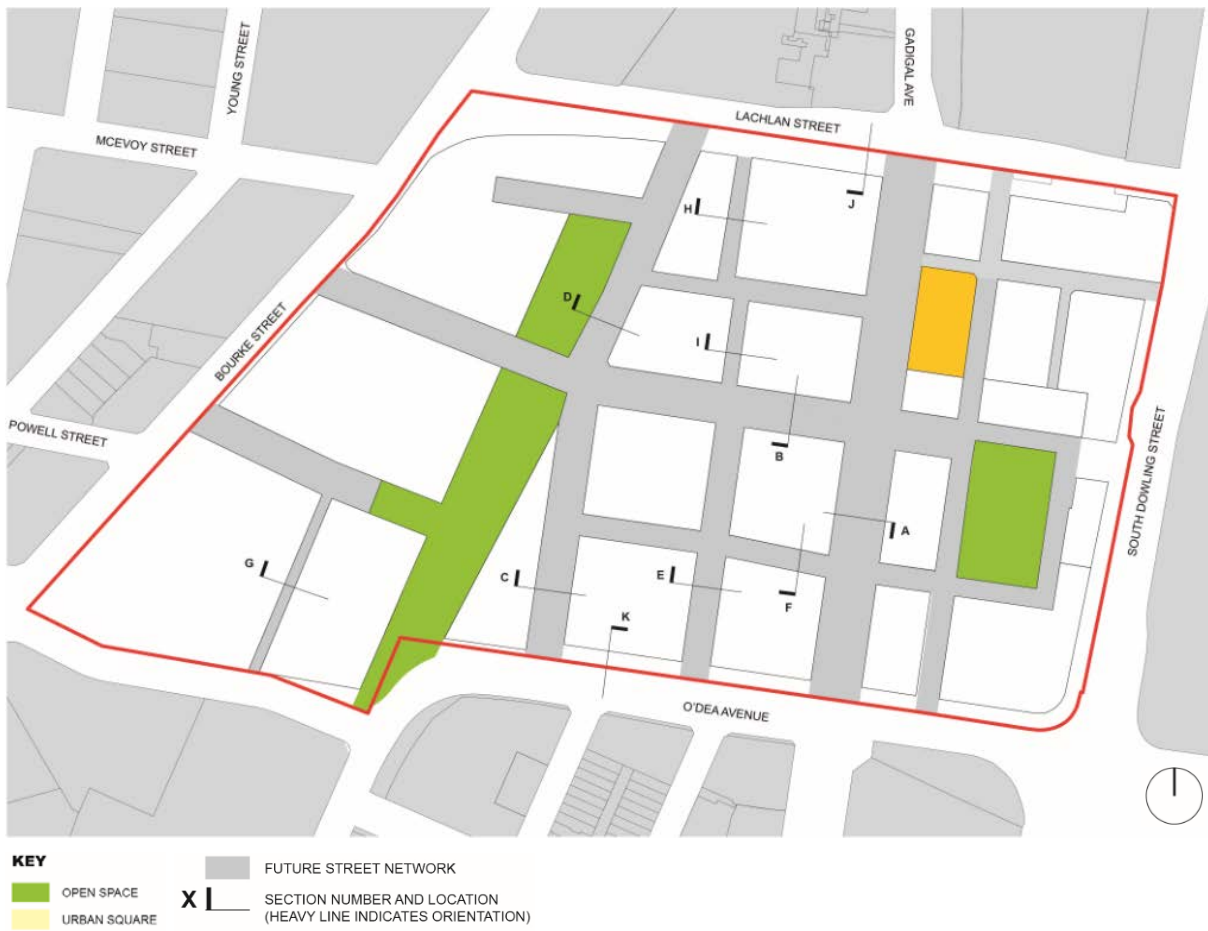 YOUNG STREET
GADIGAL AVE
LACHLAN STREET
MCEVOY STREET
J
H
D
I
BOURKE STREET
POWELL STREET
B
SOUTH DOWLING STREET
A
G
C
E
F
K
O'DEA AVENUE
KEY
OPEN SPACE
URBAN SQUARE
FUTURE STREET NETWORK
X
SECTION NUMBER AND LOCATION
(HEAVY LINE INDICATES ORIENTATION)